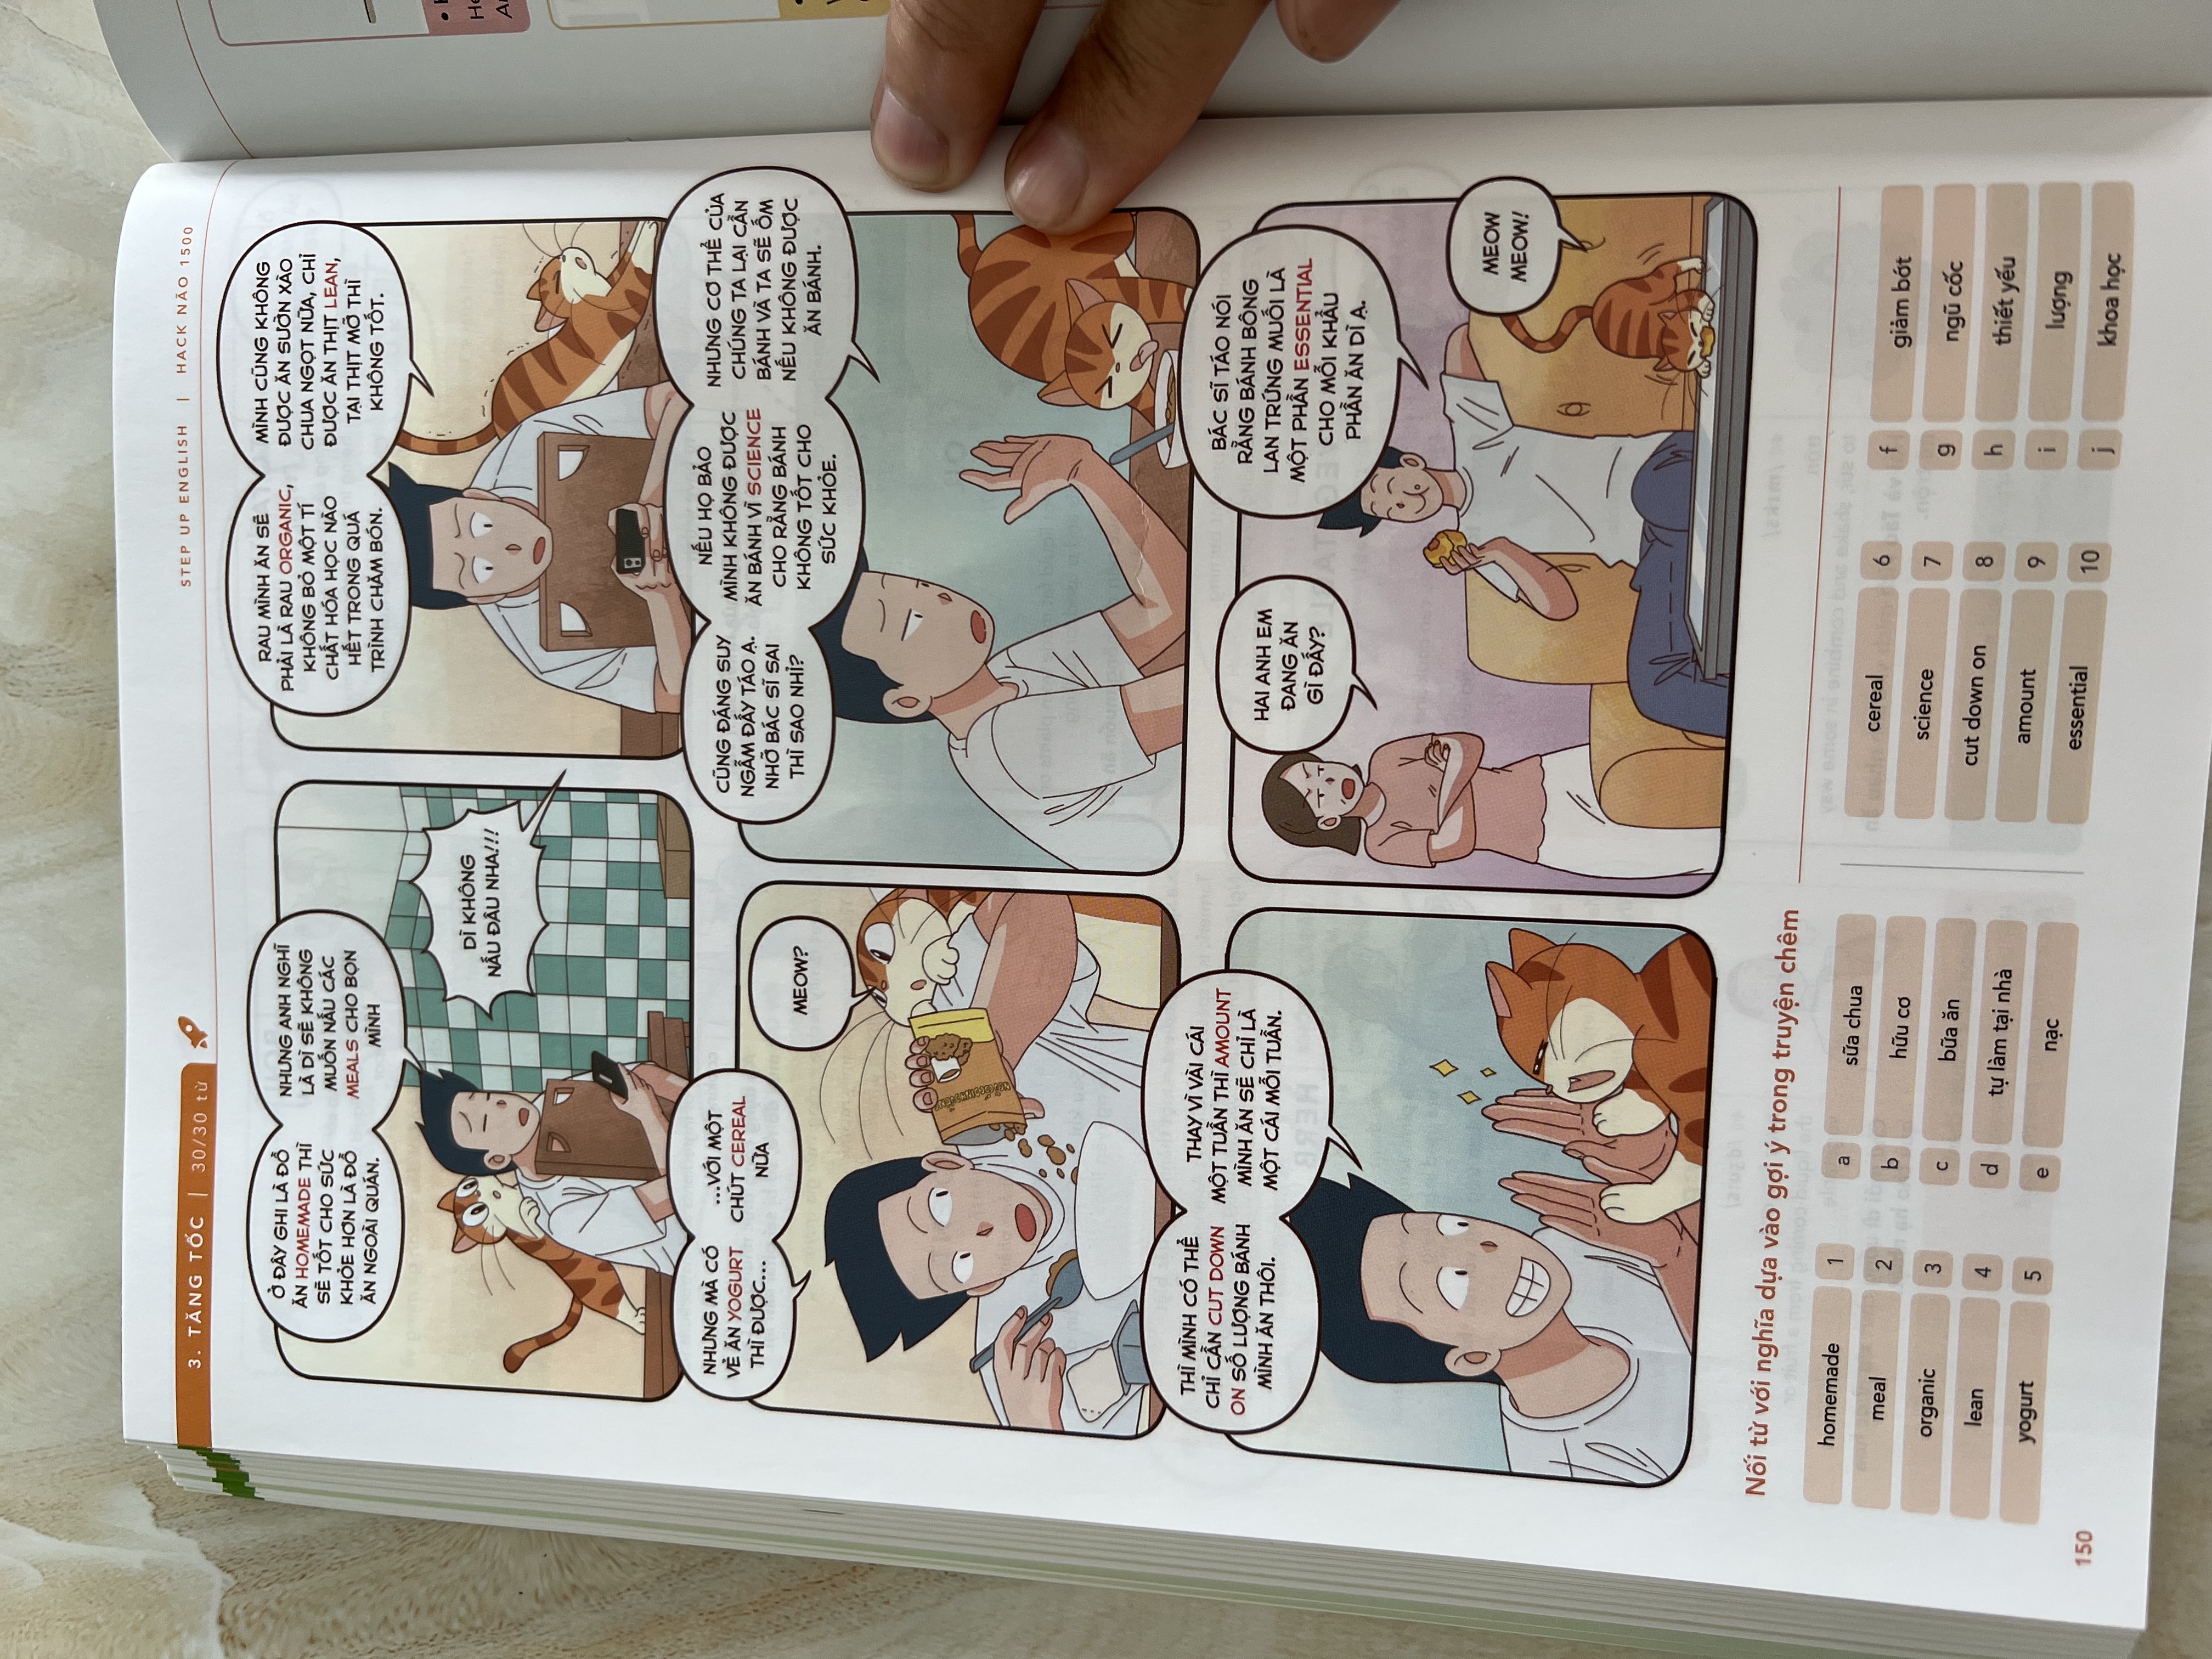 3. TĂNG TỐC | 30/30 từ
STEP UP ENGLISH | HACK NÃO 1500
Ở ĐÂY GHI LÀ ĐỒ
ĂN HOMEMADE THÌ
SẼ TỐT CHO SỨC
KHỎE HƠN LÀ ĐỒ
ĂN NGOÀI QUÁN.
NHƯNG ANH NGHĨ
LÀ DÌ SẼ KHÔNG
MUỐN NẤU CÁC
MEALS CHO BỌN
MÌNH
DÌ KHÔNG
NẤU ĐÂU NHA!!!
RAU MÌNH ĂN SẼ
PHẢI LÀ RAU ORGANIC,
KHÔNG BỎ MỘT TÍ
CHẤT HÓA HỌC NÀO
HẾT TRONG QUÁ
TRÌNH CHĂM BÓN.
MÌNH CŨNG KHÔNG
ĐƯỢC ĂN SƯỜN XÀO
CHUA NGỌT NỮA, CHỈ
ĐƯỢC ĂN THỊT LEAN,
TẠI THỊT MỠ THÌ
KHÔNG TỐT.
NHƯNG MÀ CÓ
VẺ ĂN YOGURT
THÌ ĐƯỢC...
...VỚI MỘT
CHÚT CEREAL
NỮA
MEOW?
CŨNG ĐÁNG SUY
NGẪM ĐẤY TÁO Ạ.
NHỠ BÁC SĨ SAI
THÌ SAO NHỈ?
NẾU HỌ BẢO
MÌNH KHÔNG ĐƯỢC
ĂN BÁNH VÌ SCIENCE
CHO RẰNG BÁNH
KHÔNG TỐT CHO
SỨC KHỎE.
NHƯNG CƠ THỂ CỦA
CHÚNG TA LẠI CẦN
BÁNH VÀ TA SẼ ỐM
NẾU KHÔNG ĐƯỢC
ĂN BÁNH.
THÌ MÌNH CÓ THỂ
CHỈ CẦN CUT DOWN
ON SỐ LƯỢNG BÁNH
MÌNH ĂN THÔI.
THAY VÌ VÀI CÁI
MỘT TUẦN THÌ AMOUNT
MÌNH ĂN SẼ CHỈ LÀ
MỘT CÁI MỖI TUẦN.
HAI ANH EM
ĐANG ĂN
GÌ ĐẤY?
BÁC SĨ TÁO NÓI
RẰNG BÁNH BÔNG
LAN TRỨNG MUỐI LÀ
MỘT PHẦN ESSENTIAL
CHO MỖI KHẨU
PHẦN ĂN DÌ Ạ.
MEOW
MEOW!
Nối từ với nghĩa dựa vào gợi ý trong truyện chêm
homemade 1 a sữa chua
meal 2 b hữu cơ
organic 3 c bữa ăn
lean 4 d tự làm tại nhà
yogurt 5 e nạc
cereal 6 f giảm bớt
science 7 g ngũ cốc
cut down on 8 h thiết yếu
amount 9 i lượng
essential 10 j khoa học
150